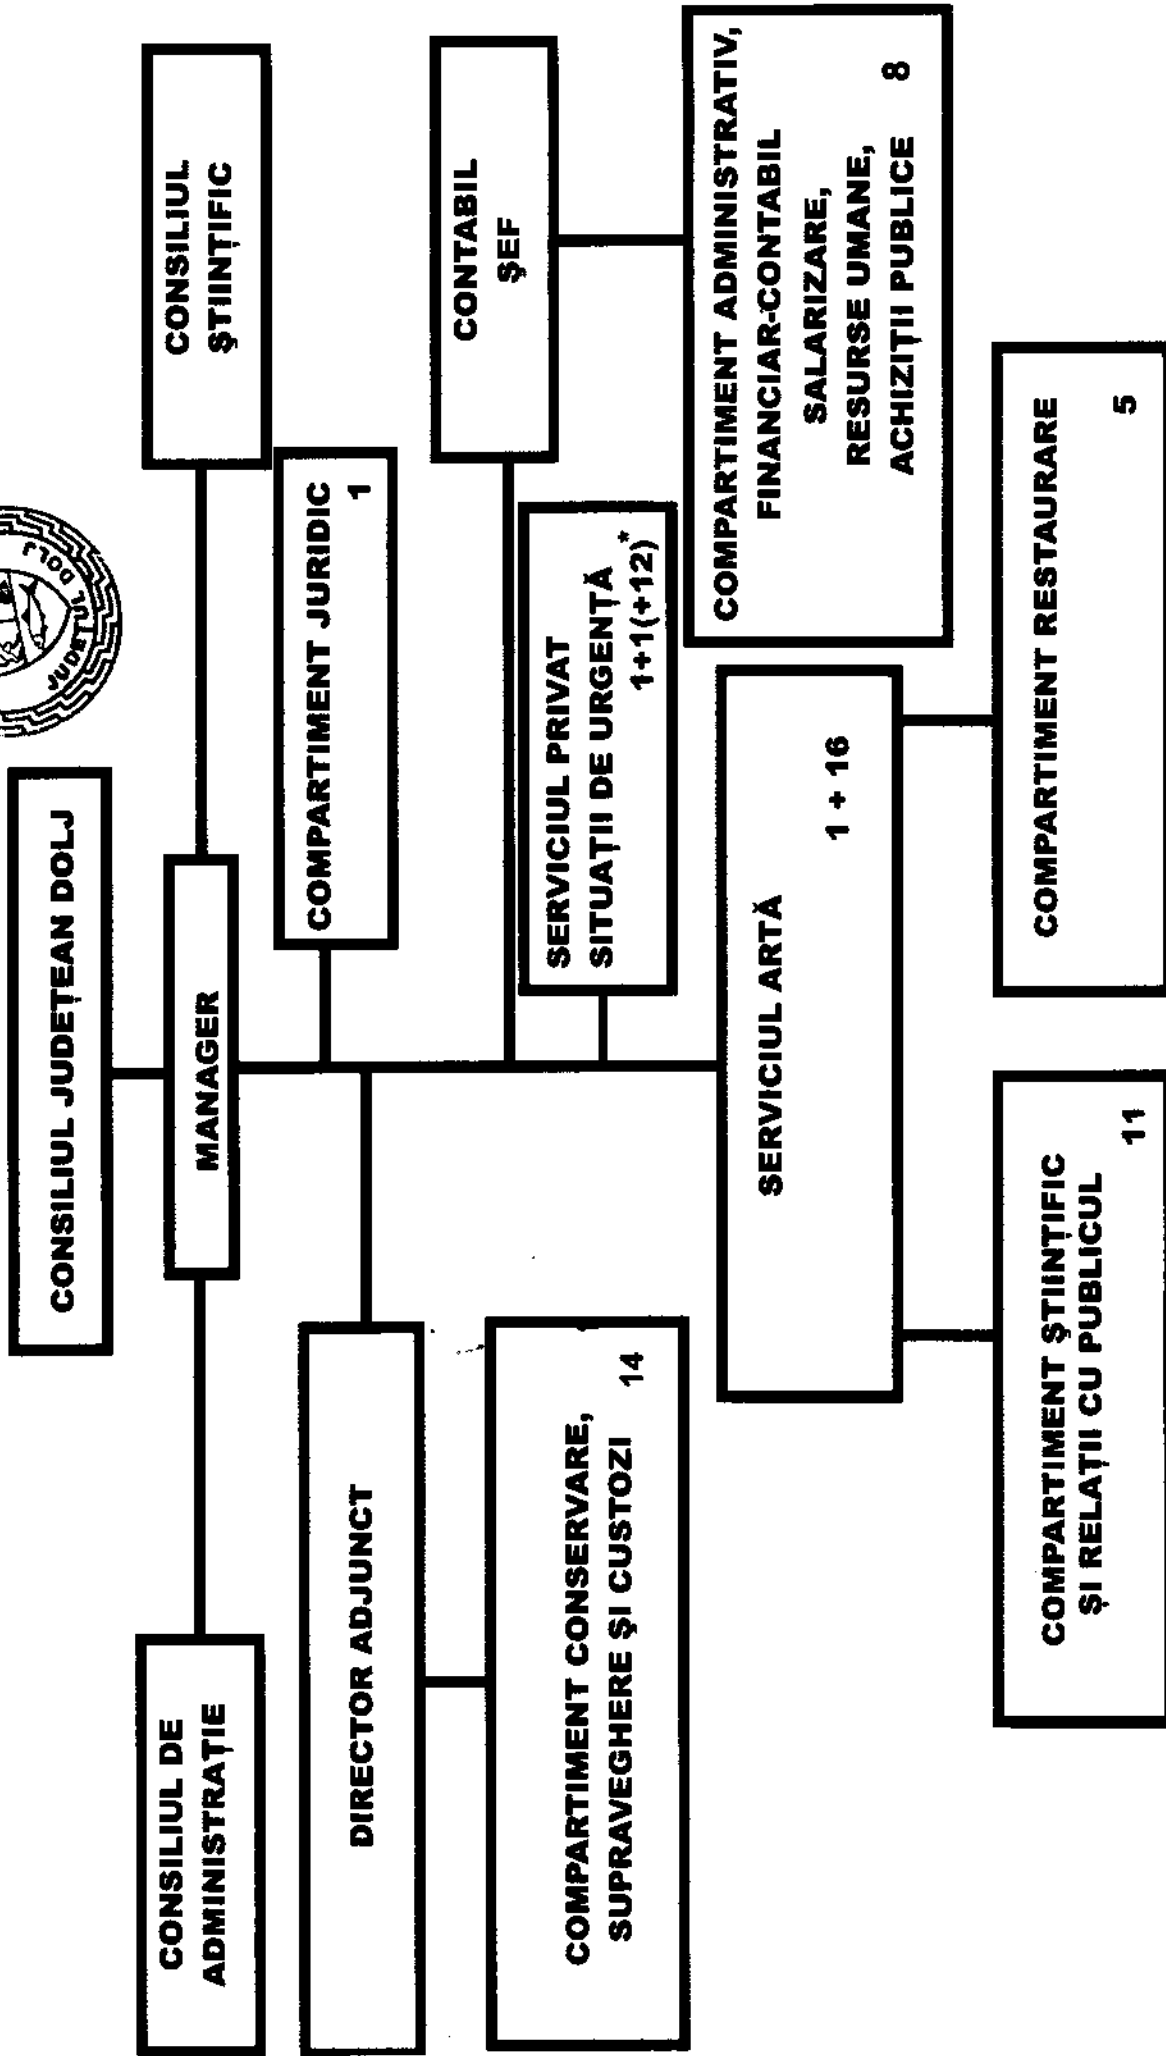 JUDEȚUL DOLJ
CONSILIUL JUDEȚEAN DOLJ
CONSILIUL DE
ADMINISTRAȚIE
MANAGER
CONSILIUL
ȘTIINȚIFIC
DIRECTOR ADJUNCT
COMPARTIMENT JURIDIC
1
CONTABIL
ȘEF
COMPARTIMENT CONSERVARE,
SUPRAVEGHERE ȘI CUSTOZI
14
SERVICIUL PRIVAT
SITUAȚII DE URGENȚĂ
1+1(+12)*
COMPARTIMENT ADMINISTRATIV,
FINANCIAR-CONTABIL
SALARIZARE,
RESURSE UMANE,
ACHIZIȚII PUBLICE 8
SERVICIUL ARTĂ
1 + 16
COMPARTIMENT ȘTIINȚIFIC
ȘI RELAȚII CU PUBLICUL
11
COMPARTIMENT RESTAURARE
5